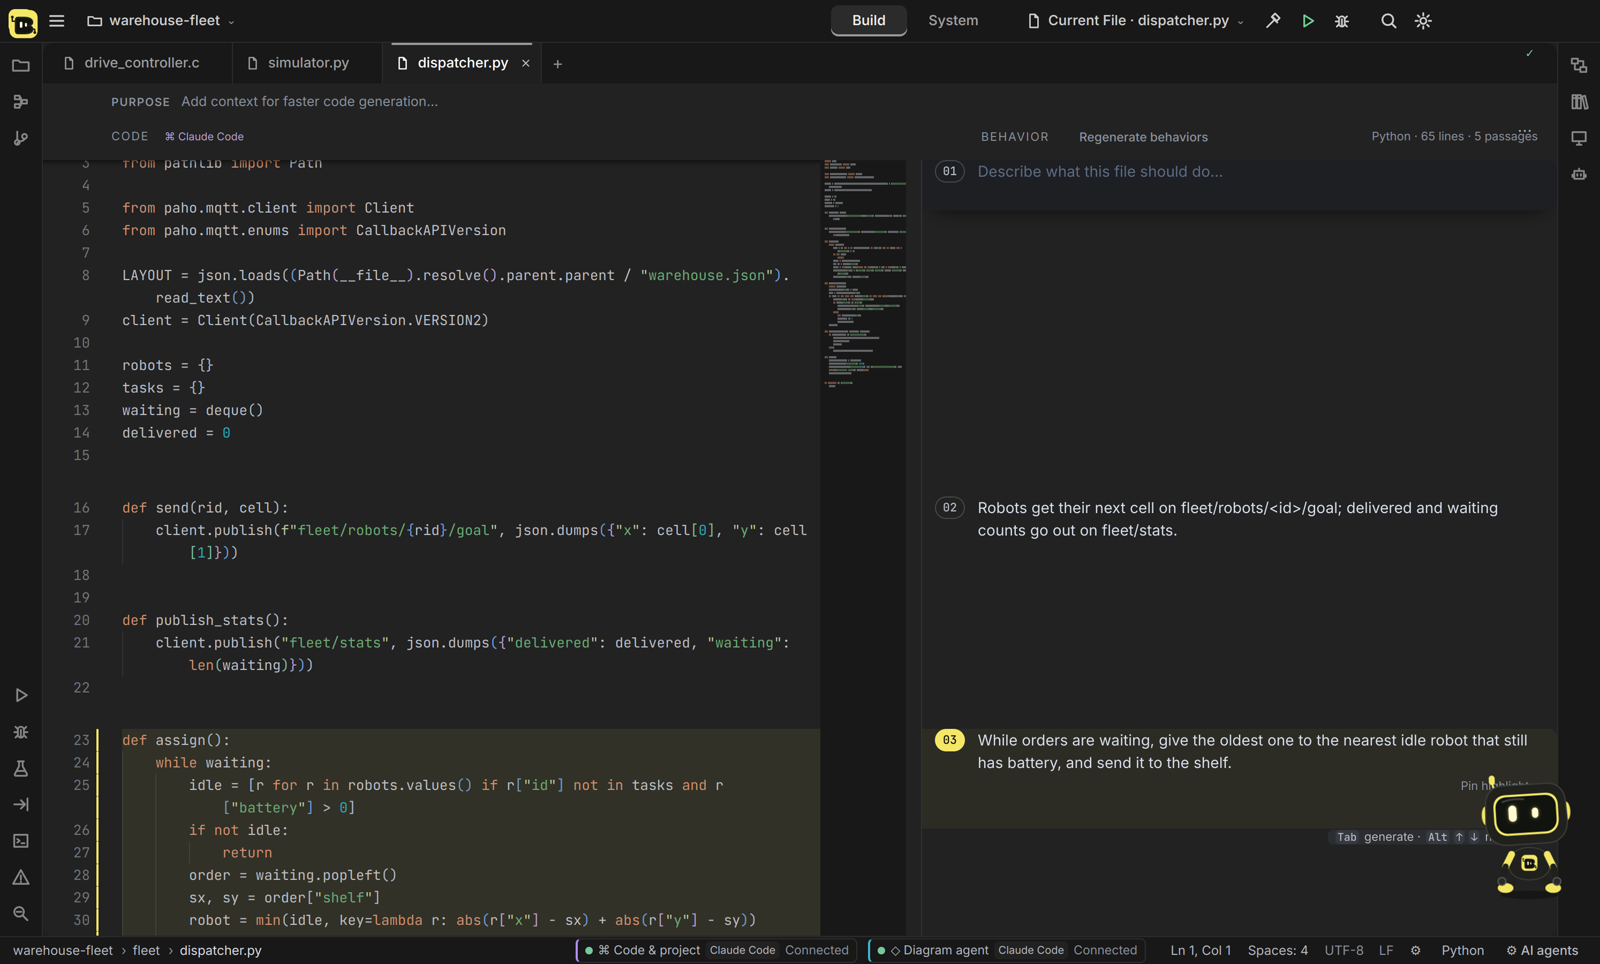 warehouse-fleet
Build
System
Current File · dispatcher.py
drive_controller.c
simulator.py
dispatcher.py
PURPOSE Add context for faster code generation...
CODE ⌘ Claude Code
BEHAVIOR Regenerate behaviors Python · 65 lines · 5 passages
3 from pathlib import Path
4
5 from paho.mqtt.client import Client
6 from paho.mqtt.enums import CallbackAPIVersion
7
8 LAYOUT = json.loads((Path(__file__).resolve().parent.parent / "warehouse.json").
read_text())
9 client = Client(CallbackAPIVersion.VERSION2)
10
11 robots = {}
12 tasks = {}
13 waiting = deque()
14 delivered = 0
15
16 def send(rid, cell):
17 client.publish(f"fleet/robots/{rid}/goal", json.dumps({"x": cell[0], "y": cell
[1]}))
18
19
20 def publish_stats():
21 client.publish("fleet/stats", json.dumps({"delivered": delivered, "waiting":
len(waiting)}))
22
23 def assign():
24 while waiting:
25 idle = [r for r in robots.values() if r["id"] not in tasks and r
["battery"] > 0]
26 if not idle:
27 return
28 order = waiting.popleft()
29 sx, sy = order["shelf"]
30 robot = min(idle, key=lambda r: abs(r["x"] - sx) + abs(r["y"] - sy))
01 Describe what this file should do...
02 Robots get their next cell on fleet/robots/<id>/goal; delivered and waiting
counts go out on fleet/stats.
03 While orders are waiting, give the oldest one to the nearest idle robot that still
has battery, and send it to the shelf.
Pin highlight
Tab generate · Alt ↑ ↓
warehouse-fleet › fleet › dispatcher.py
⌘ Code & project Claude Code Connected
◇ Diagram agent Claude Code Connected
Ln 1, Col 1 Spaces: 4 UTF-8 LF Python AI agents